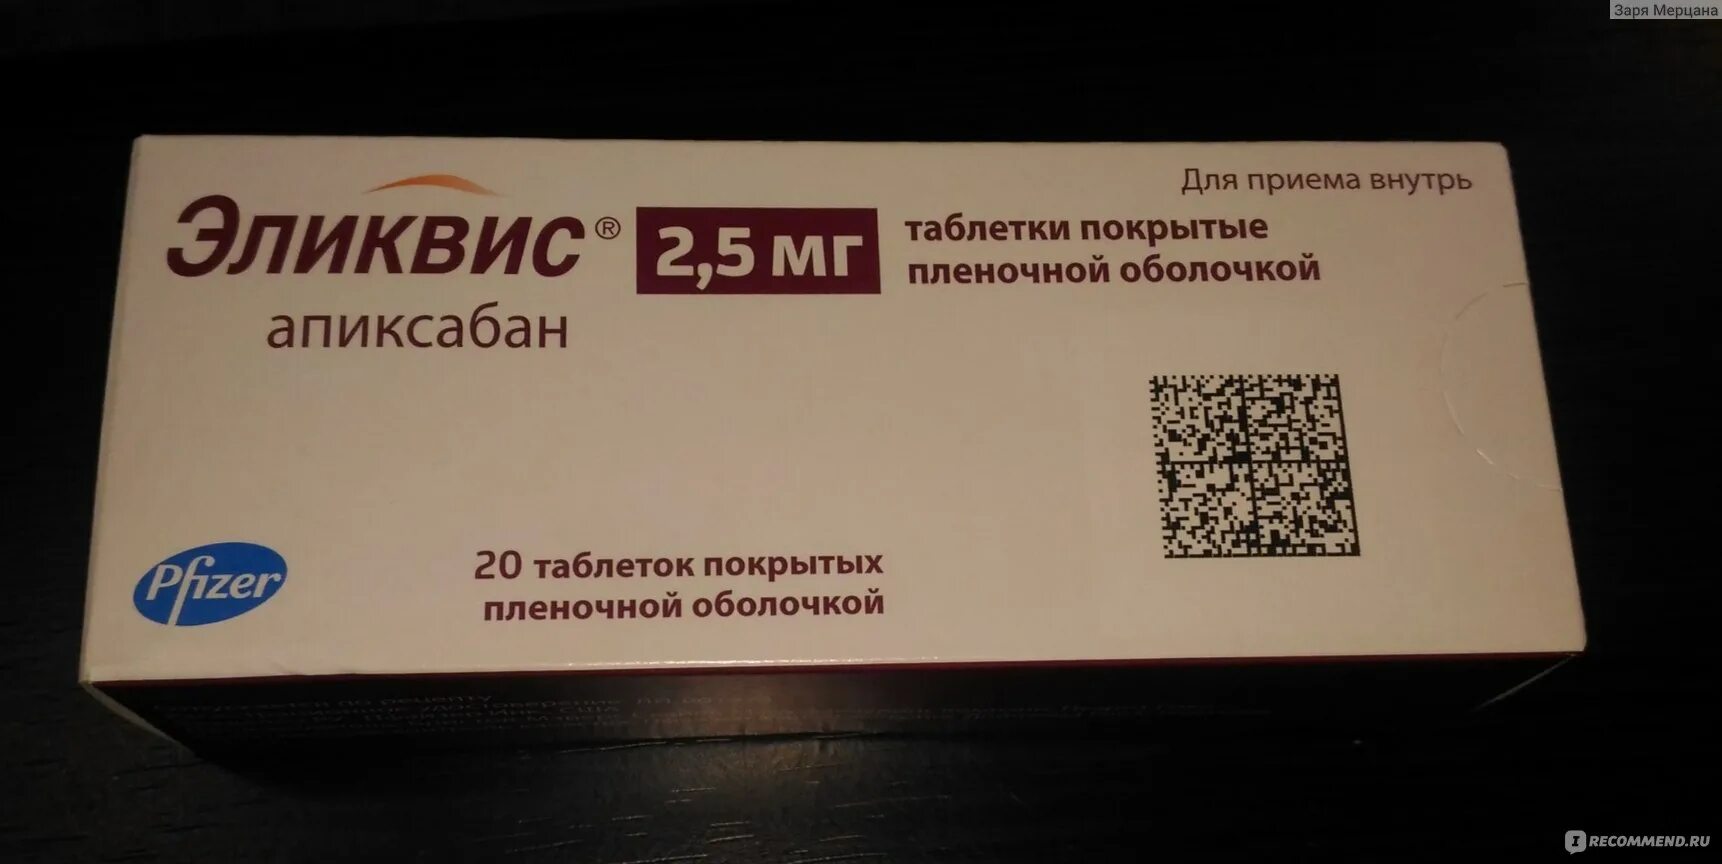 Заря Мерцана
Для приема внутрь
Эликвис® 2,5 мг
таблетки покрытые
пленочной оболочкой
апиксабан
20 таблеток покрытых
пленочной оболочкой
Pfizer
IRECOMMEND.RU